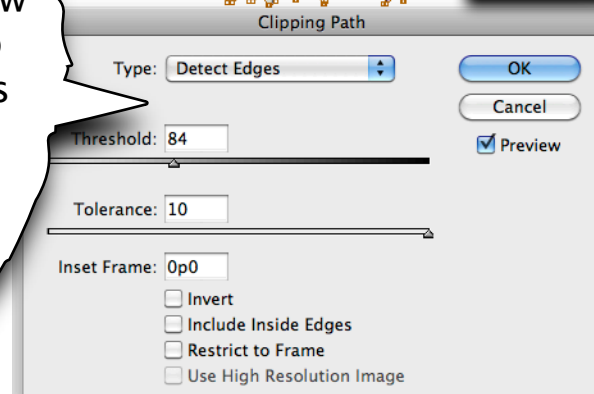 Clipping Path
Type: Detect Edges
OK
Cancel
Threshold: 84
Preview
Tolerance: 10
Inset Frame: 0p0
Invert
Include Inside Edges
Restrict to Frame
Use High Resolution Image